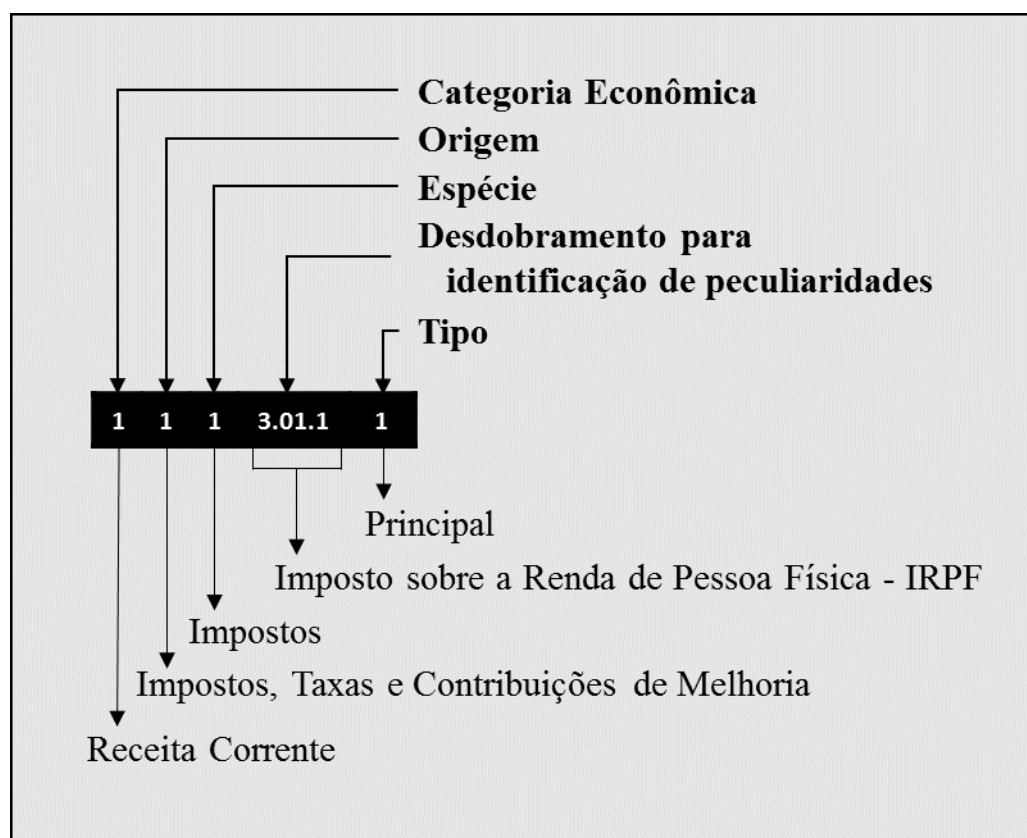 Categoria Econômica
Origem
Espécie
Desdobramento para
identificação de peculiaridades
Tipo
1 1 1 3.01.1 1
Principal
Imposto sobre a Renda de Pessoa Física - IRPF
Impostos
Impostos, Taxas e Contribuições de Melhoria
Receita Corrente